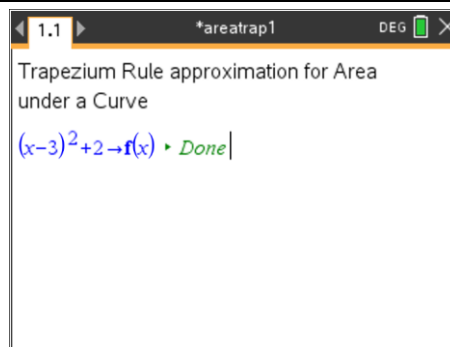 1.1 *areatrap1 DEG
Trapezium Rule approximation for Area
under a Curve
(x−3)²+2→f(x) ▸ Done